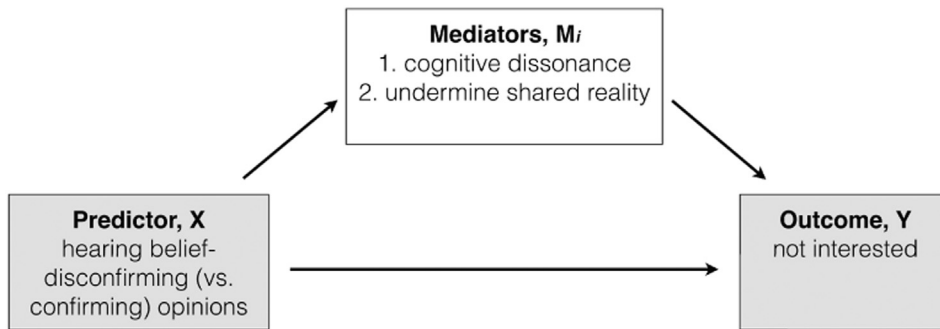 Mediators, Mi
1. cognitive dissonance
2. undermine shared reality
Predictor, X
hearing belief-
disconfirming (vs.
confirming) opinions
Outcome, Y
not interested